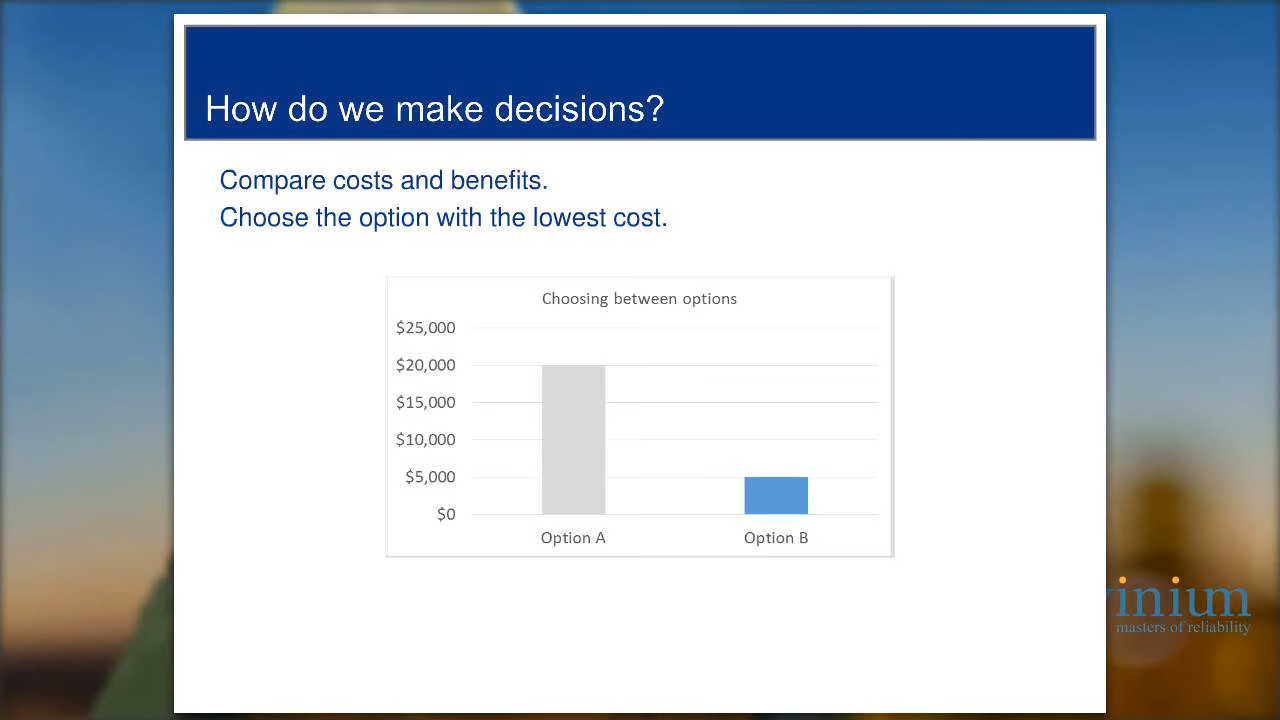 How do we make decisions?
Compare costs and benefits.
Choose the option with the lowest cost.
Choosing between options
$25,000
$20,000
$15,000
$10,000
$5,000
$0
Option A
Option B
inium
masters of reliability